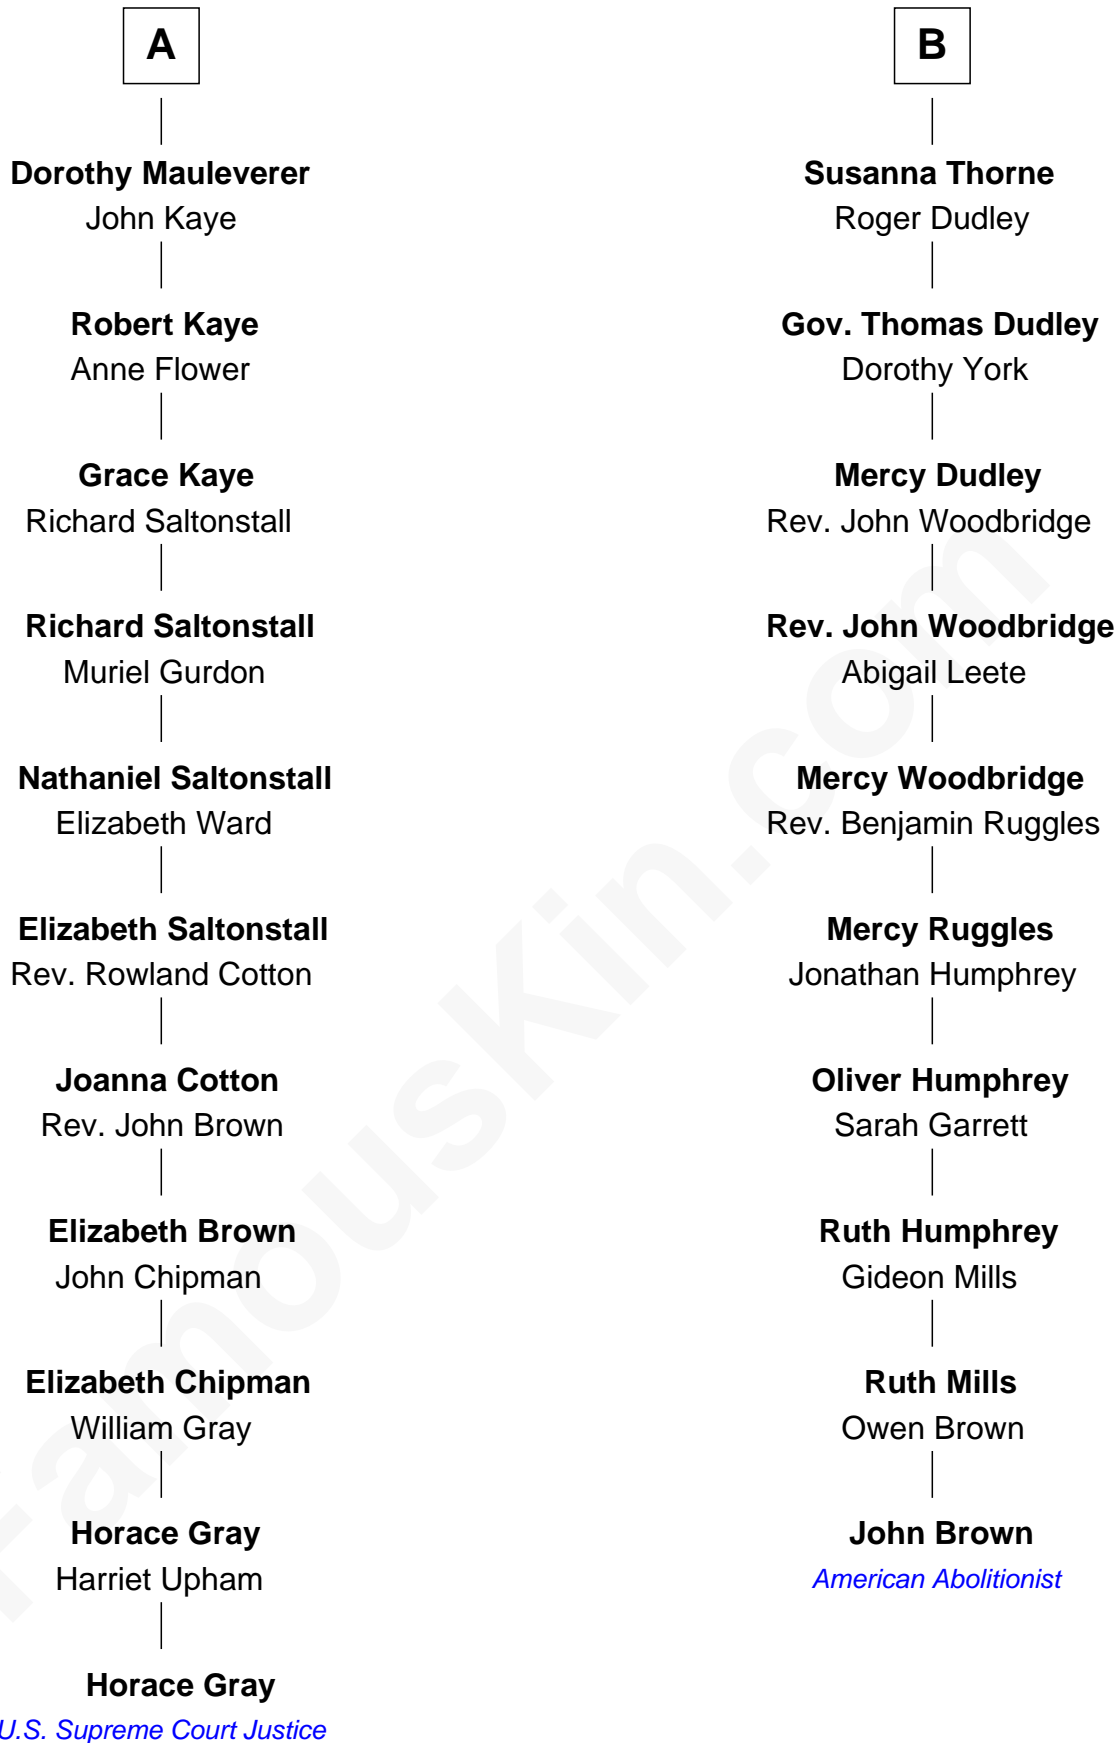 A
Dorothy Mauleverer
John Kaye
Robert Kaye
Anne Flower
Grace Kaye
Richard Saltonstall
Richard Saltonstall
Muriel Gurdon
Nathaniel Saltonstall
Elizabeth Ward
Elizabeth Saltonstall
Rev. Rowland Cotton
Joanna Cotton
Rev. John Brown
Elizabeth Brown
John Chipman
Elizabeth Chipman
William Gray
Horace Gray
Harriet Upham
Horace Gray
U.S. Supreme Court Justice
B
Susanna Thorne
Roger Dudley
Gov. Thomas Dudley
Dorothy York
Mercy Dudley
Rev. John Woodbridge
Rev. John Woodbridge
Abigail Leete
Mercy Woodbridge
Rev. Benjamin Ruggles
Mercy Ruggles
Jonathan Humphrey
Oliver Humphrey
Sarah Garrett
Ruth Humphrey
Gideon Mills
Ruth Mills
Owen Brown
John Brown
American Abolitionist
FamousKin.com